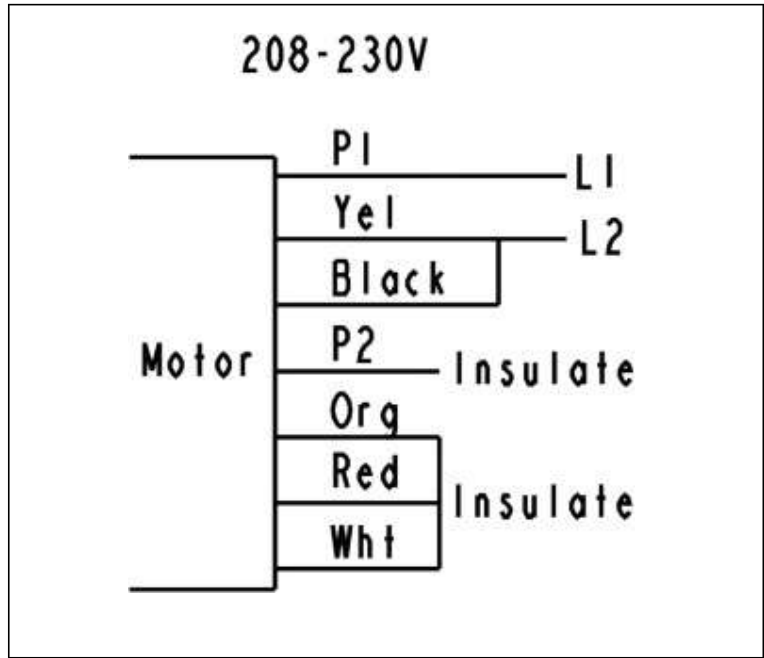 208-230V
P1
L1
Yel
L2
Black
Motor
P2
Insulate
Org
Red
Insulate
Wht